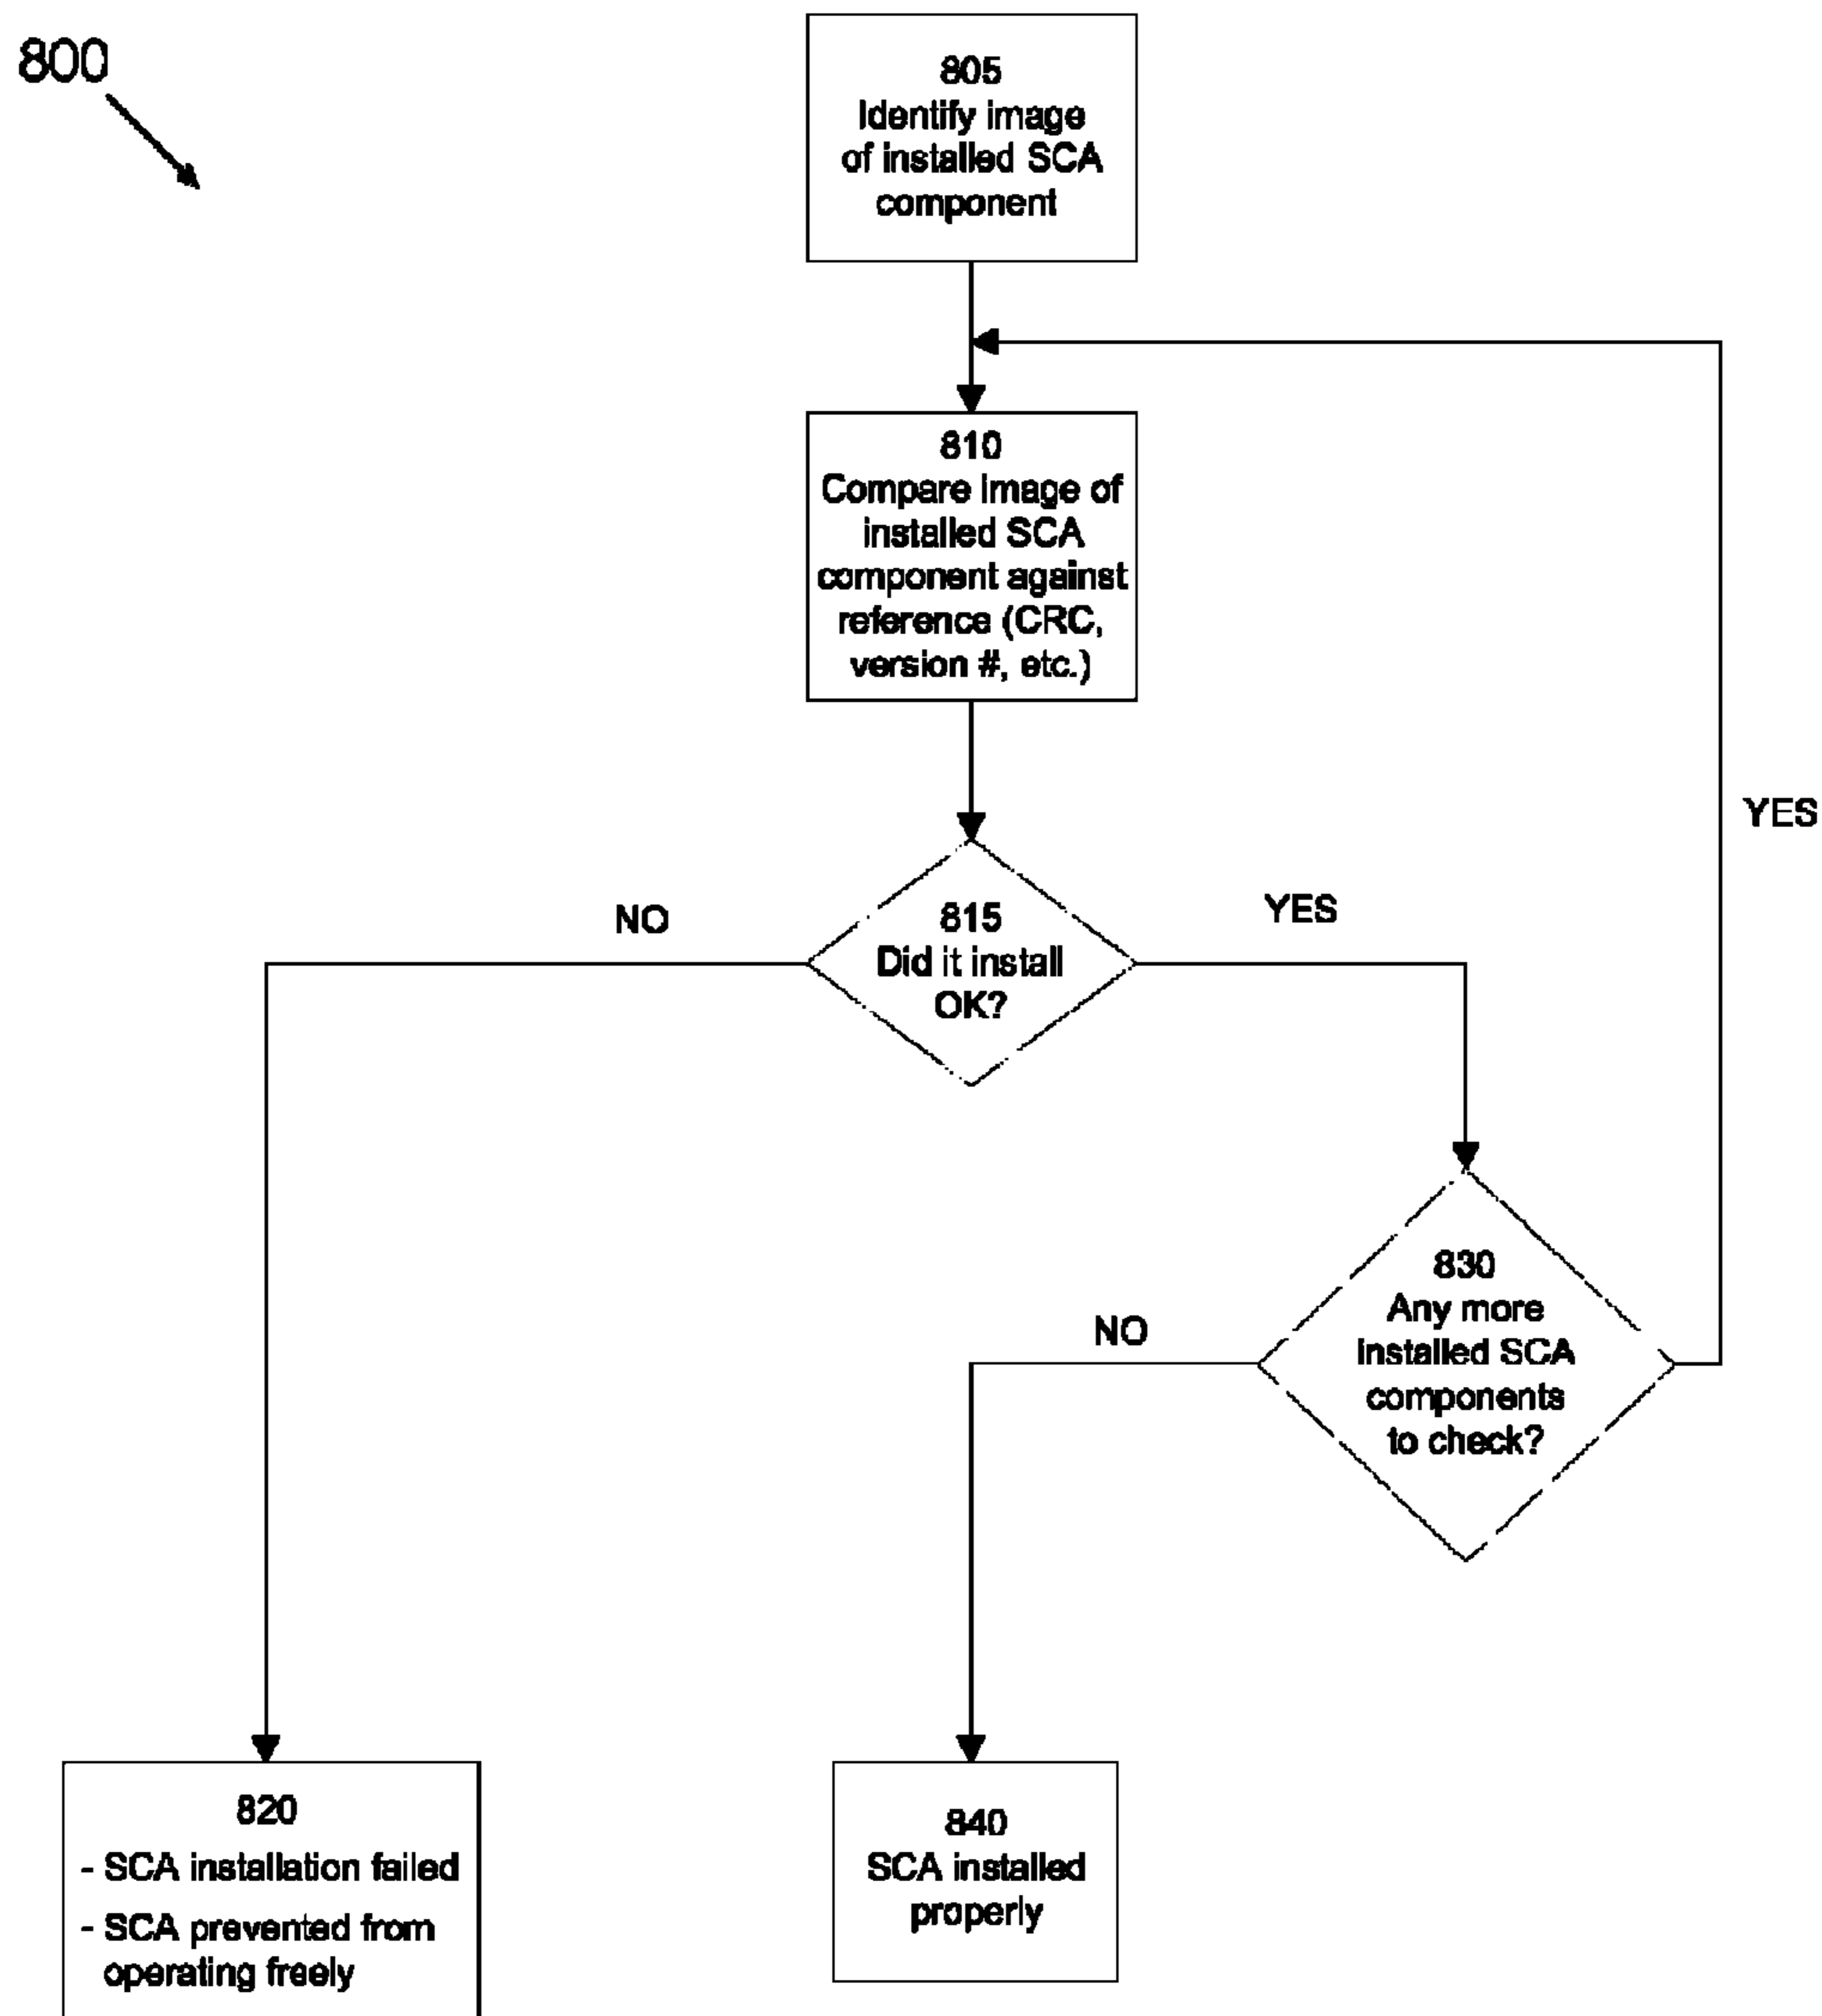 800
805
Identify image
of installed SCA
component
810
Compare image of
installed SCA
component against
reference (CRC,
version #, etc.)
YES
NO
815
Did it install
OK?
YES
830
Any more
installed SCA
components
to check?
NO
820
- SCA installation failed
- SCA prevented from
operating freely
840
SCA installed
properly